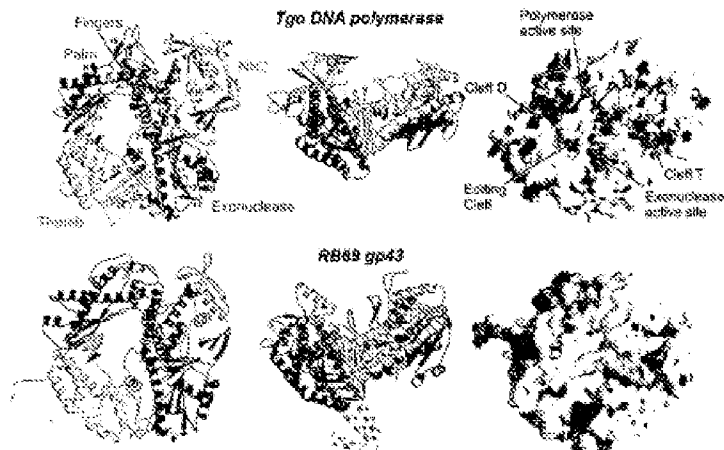 Tgo DNA polymerase
Fingers
Palm
Thumb
Exonuclease
Polymerase
active site
Cleft D
Editing
Cleft
Cleft T
Exonuclease
active site
RB69 gp43